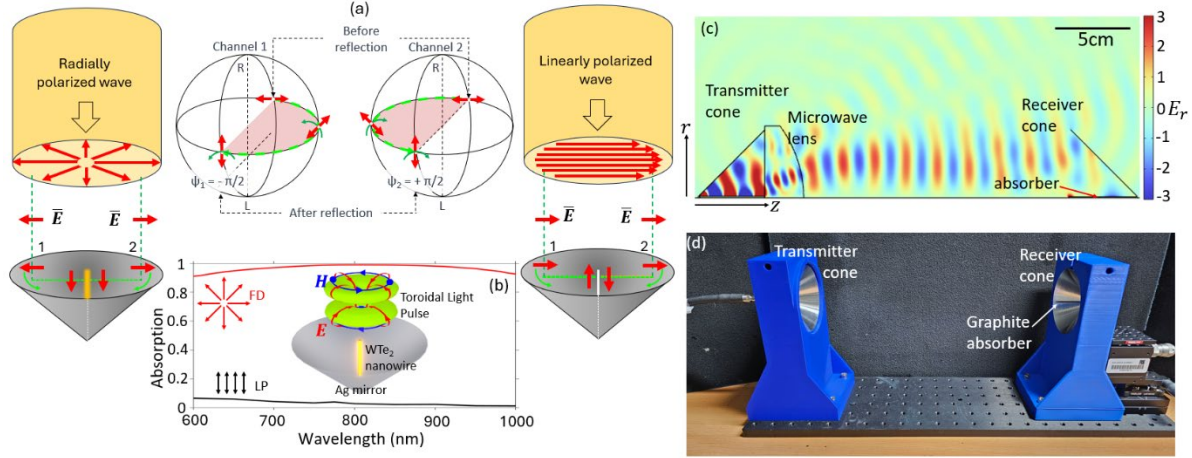 (a)
Radially
polarized wave
Ē
Ē
1
2
Channel 1
Before
reflection
Channel 2
R
R
ψ₁ = - π/2
ψ₂ = + π/2
L
After reflection
L
Linearly polarized
wave
Ē
Ē
1
2
(b)
Absorption
1
0.8
0.6
0.4
0.2
0
FD
H
Toroidal Light
Pulse
E
WTe₂
nanowire
LP
Ag mirror
600
700
800
900
1000
Wavelength (nm)
(c)
5cm
Transmitter
cone
Microwave
lens
Receiver
cone
absorber
r
z
3
2
1
0
-1
-2
-3
Eᵣ
(d)
Transmitter
cone
Receiver
cone
Graphite
absorber